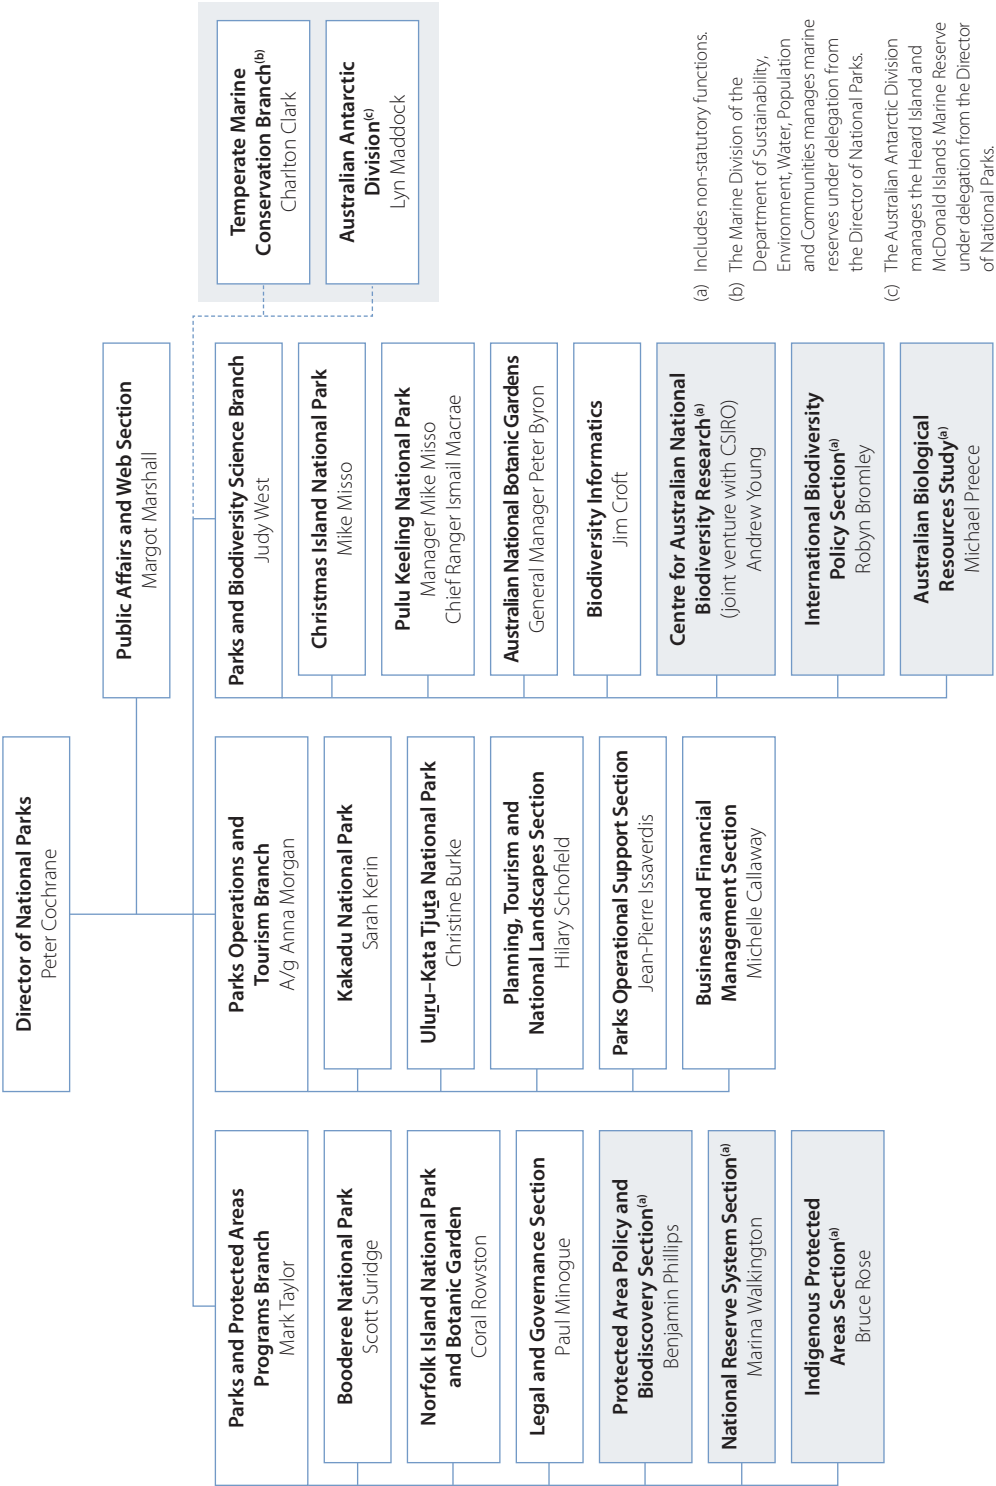 Director of National Parks
Peter Cochrane
Public Affairs and Web Section
Margot Marshall
Parks and Protected Areas
Programs Branch
Mark Taylor
Booderee National Park
Scott Suridge
Norfolk Island National Park
and Botanic Garden
Coral Rowston
Legal and Governance Section
Paul Minogue
Protected Area Policy and
Biodiscovery Section(a)
Benjamin Phillips
National Reserve System Section(a)
Marina Walkington
Indigenous Protected
Areas Section(a)
Bruce Rose
Parks Operations and
Tourism Branch
A/g Anna Morgan
Kakadu National Park
Sarah Kerin
Uluṟu–Kata Tjuṯa National Park
Christine Burke
Planning, Tourism and
National Landscapes Section
Hilary Schofield
Parks Operational Support Section
Jean-Pierre Issaverdis
Business and Financial
Management Section
Michelle Callaway
Parks and Biodiversity Science Branch
Judy West
Christmas Island National Park
Mike Misso
Pulu Keeling National Park
Manager Mike Misso
Chief Ranger Ismail Macrae
Australian National Botanic Gardens
General Manager Peter Byron
Biodiversity Informatics
Jim Croft
Centre for Australian National
Biodiversity Research(a)
(joint venture with CSIRO)
Andrew Young
International Biodiversity
Policy Section(a)
Robyn Bromley
Australian Biological
Resources Study(a)
Michael Preece
Temperate Marine
Conservation Branch(b)
Charlton Clark
Australian Antarctic
Division(c)
Lyn Maddock
(a) Includes non-statutory functions.
(b) The Marine Division of the
Department of Sustainability,
Environment, Water, Population
and Communities manages marine
reserves under delegation from
the Director of National Parks.
(c) The Australian Antarctic Division
manages the Heard Island and
McDonald Islands Marine Reserve
under delegation from the Director
of National Parks.